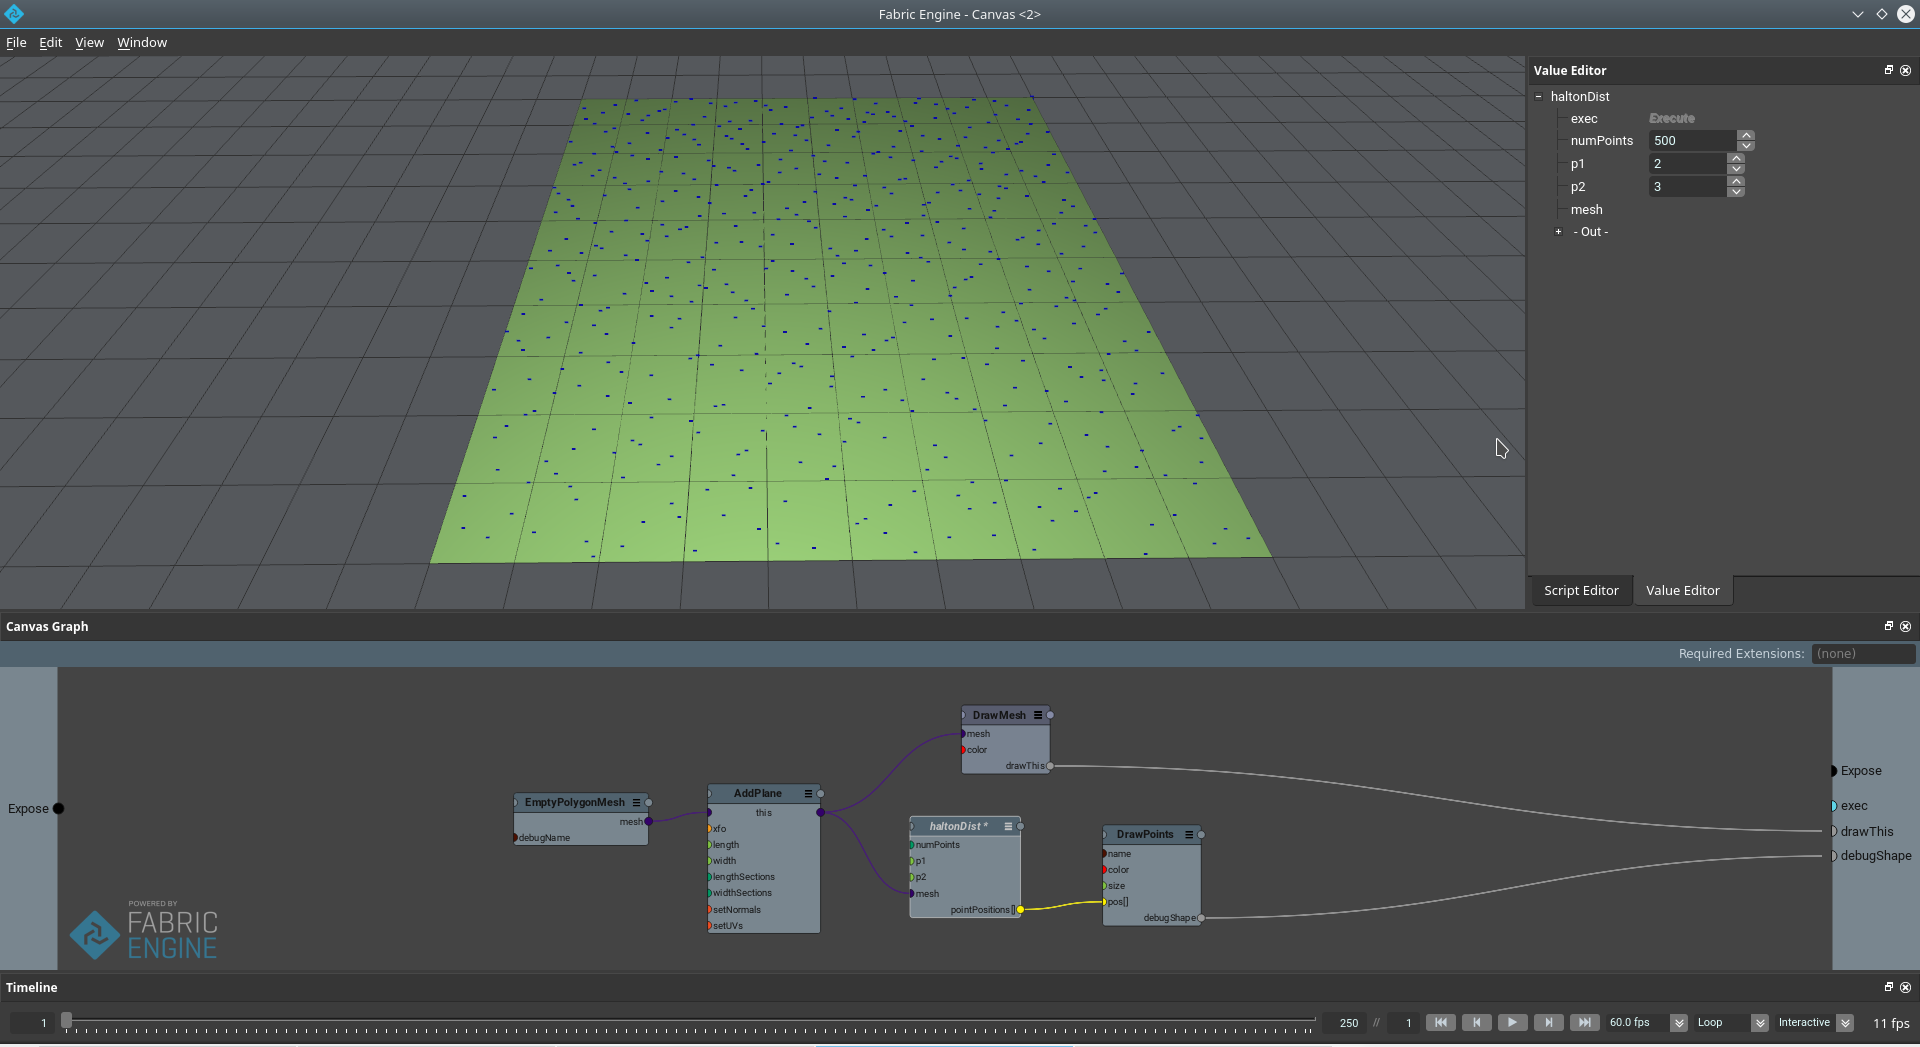 Fabric Engine - Canvas <2>
File Edit View Window
Value Editor
haltonDist
exec Execute
numPoints 500
p1 2
p2 3
mesh
- Out -
Script Editor Value Editor
Canvas Graph
Required Extensions: (none)
Expose
EmptyPolygonMesh
mesh
debugName
AddPlane
this
xfo
length
width
lengthSections
widthSections
setNormals
setUVs
DrawMesh
mesh
color
drawThis
haltonDist *
numPoints
p1
p2
mesh
pointPositions[]
DrawPoints
name
color
size
pos[]
debugShape
Expose
exec
drawThis
debugShape
POWERED BY
FABRIC
ENGINE
Timeline
1 250 // 1 60.0 fps Loop Interactive 11 fps